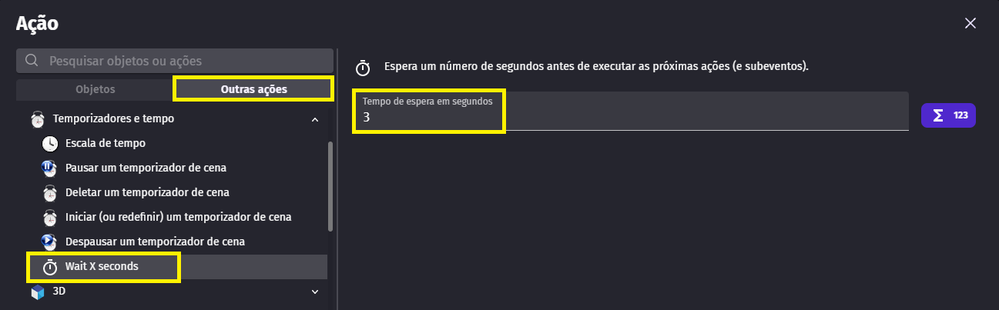 Ação
Pesquisar objetos ou ações
Objetos
Outras ações
Temporizadores e tempo
Escala de tempo
Pausar um temporizador de cena
Deletar um temporizador de cena
Iniciar (ou redefinir) um temporizador de cena
Despausar um temporizador de cena
Wait X seconds
3D
Espera um número de segundos antes de executar as próximas ações (e subeventos).
Tempo de espera em segundos
3
Σ 123